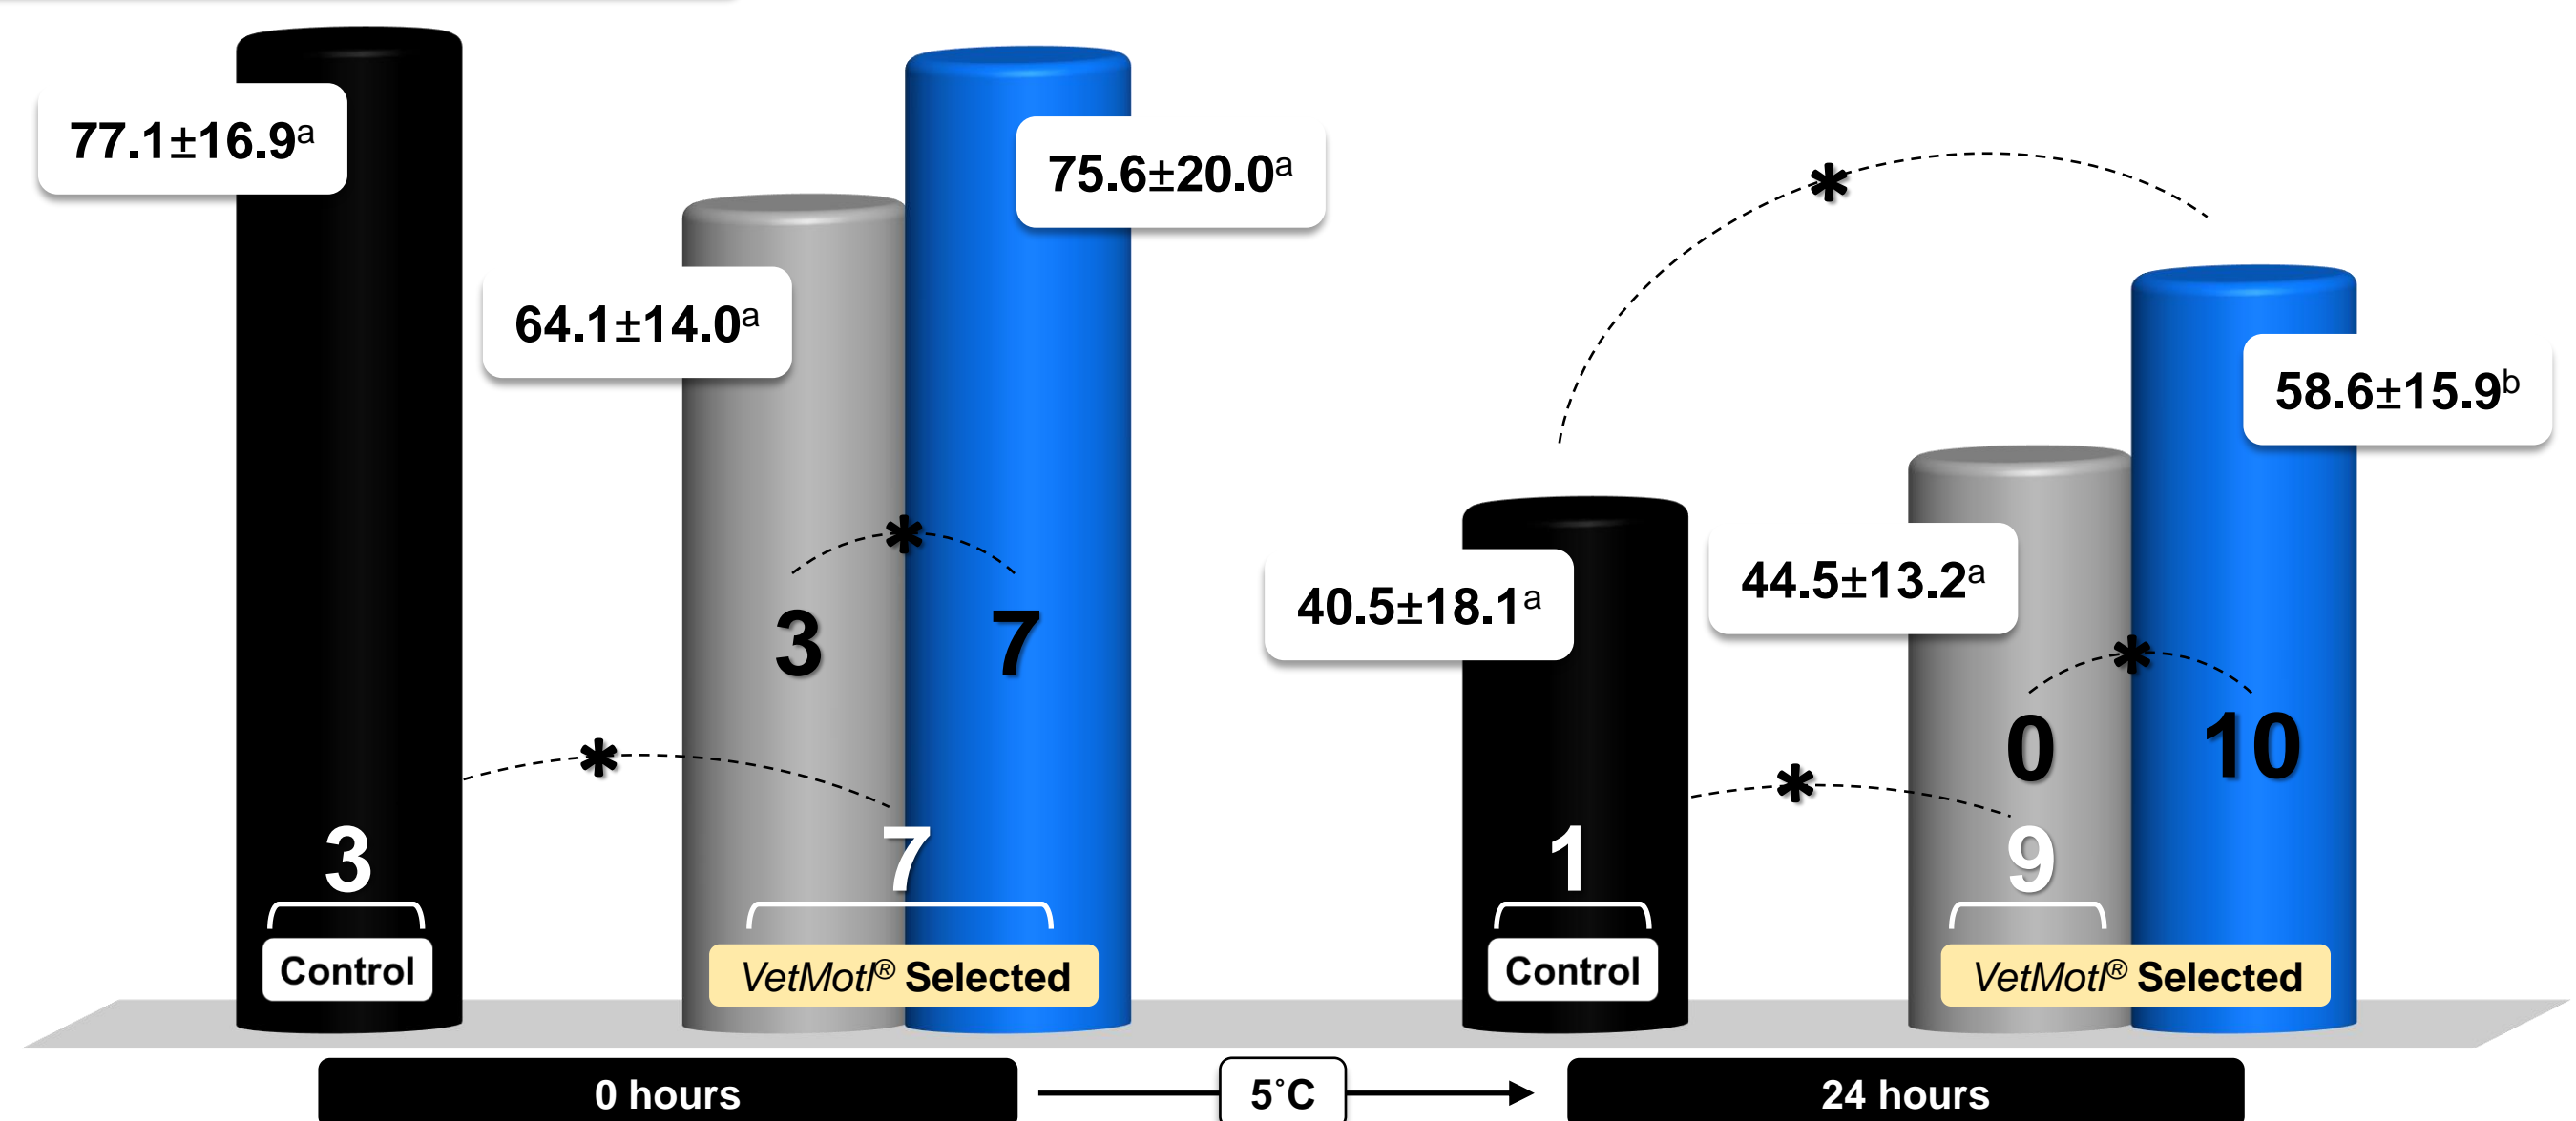 77.1±16.9ª
75.6±20.0ª
64.1±14.0ª
58.6±15.9ᵇ
40.5±18.1ª
44.5±13.2ª
3
7
0
10
3
7
1
9
Control
VetMotl® Selected
Control
VetMotl® Selected
0 hours
5˚C
24 hours